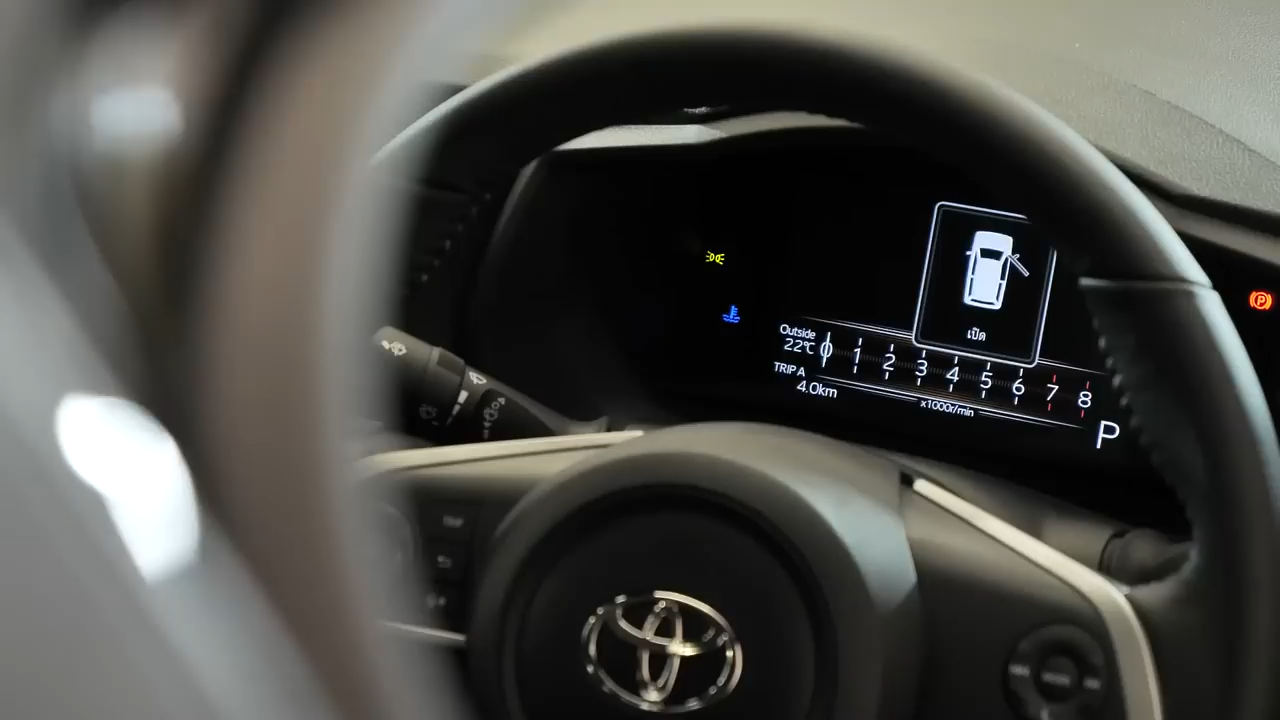 เปิด
Outside
22℃
0 1 2 3 4 5 6 7 8
TRIP A
4.0km
x1000r/min
P
P